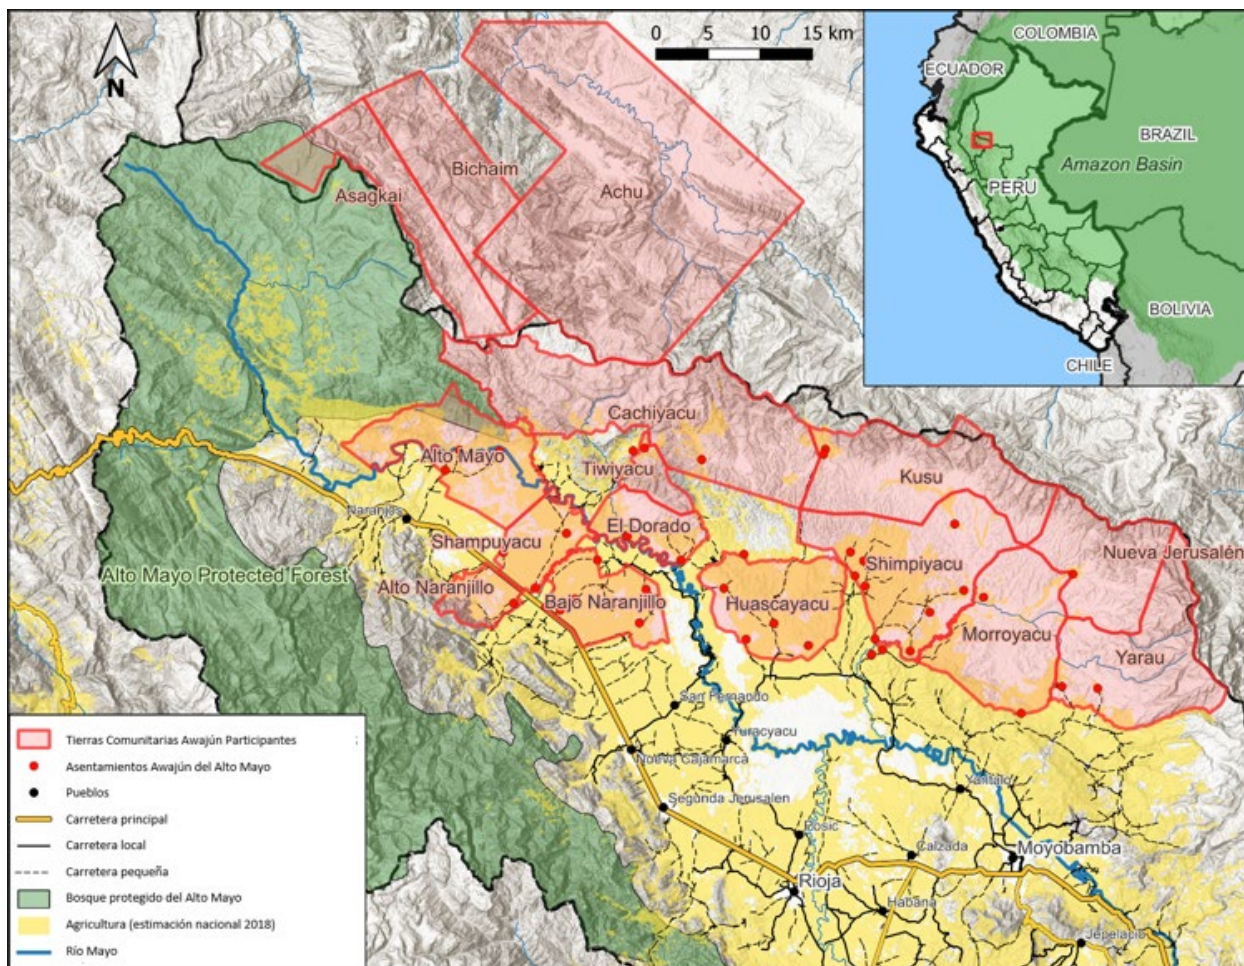 N
0 5 10 15 km
COLOMBIA
ECUADOR
BRAZIL
Amazon Basin
PERU
BOLIVIA
CHILE
Bichaim
Asagkai
Achu
Cachiyacu
Alto Mayo
Tiwiyacu
Kusu
Naranjos
El Dorado
Shampuyacu
Nueva Jerusalén
Shimpiyacu
Alto Mayo Protected Forest
Alto Naranjillo
Bajo Naranjillo
Huascayacu
Morroyacu
Yarau
San Fernando
Yuracyacu
Nueva Cajamarca
Yantalo
Segunda Jerusalen
Posic
Calzada
Moyobamba
Rioja
Habana
Jepelacio
Tierras Comunitarias Awajún Participantes ;
Asentamientos Awajún del Alto Mayo
Pueblos
Carretera principal
Carretera local
Carretera pequeña
Bosque protegido del Alto Mayo
Agricultura (estimación nacional 2018)
Río Mayo